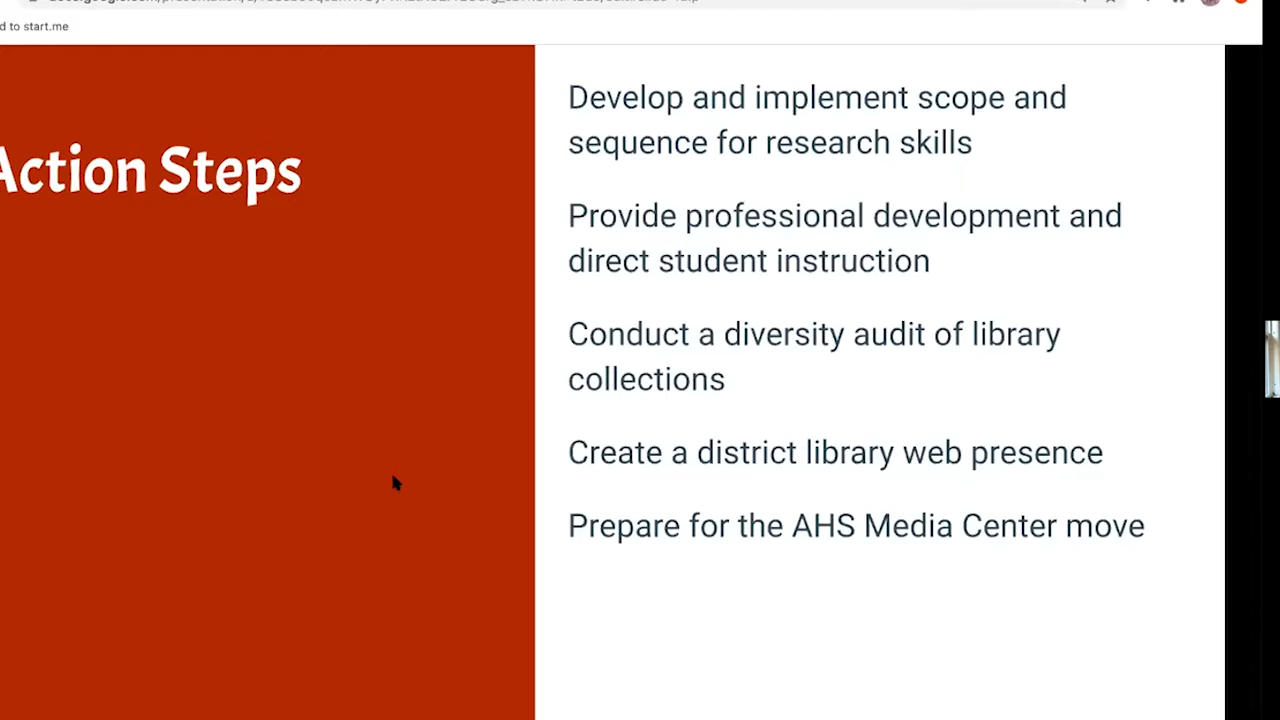 d to start.me
Action Steps
Develop and implement scope and
sequence for research skills
Provide professional development and
direct student instruction
Conduct a diversity audit of library
collections
Create a district library web presence
Prepare for the AHS Media Center move